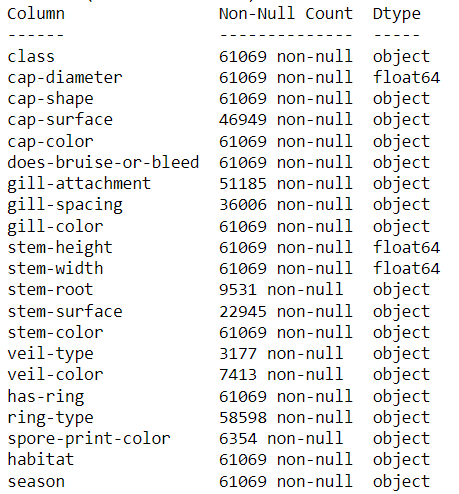 Column Non-Null Count Dtype
------ -------------- -----
class 61069 non-null object
cap-diameter 61069 non-null float64
cap-shape 61069 non-null object
cap-surface 46949 non-null object
cap-color 61069 non-null object
does-bruise-or-bleed 61069 non-null object
gill-attachment 51185 non-null object
gill-spacing 36006 non-null object
gill-color 61069 non-null object
stem-height 61069 non-null float64
stem-width 61069 non-null float64
stem-root 9531 non-null object
stem-surface 22945 non-null object
stem-color 61069 non-null object
veil-type 3177 non-null object
veil-color 7413 non-null object
has-ring 61069 non-null object
ring-type 58598 non-null object
spore-print-color 6354 non-null object
habitat 61069 non-null object
season 61069 non-null object